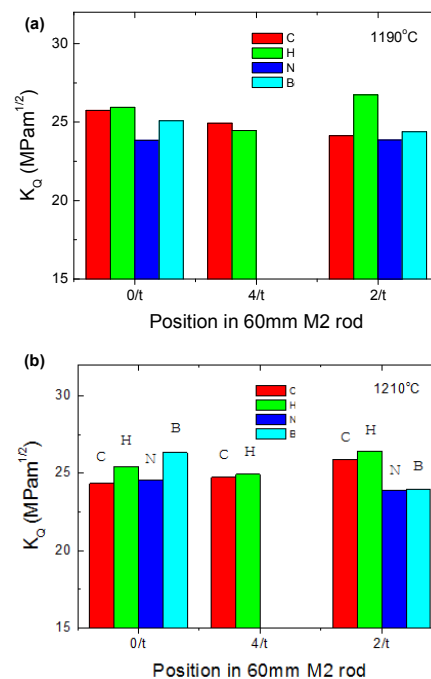 (a)
1190°C
C
H
N
B
30
25
20
15
K_Q (MPam^1/2)
0/t 4/t 2/t
Position in 60mm M2 rod
(b)
1210°C
C
H
N
B
C H N B C H C H N B
30
25
20
15
K_Q (MPam^1/2)
0/t 4/t 2/t
Position in 60mm M2 rod